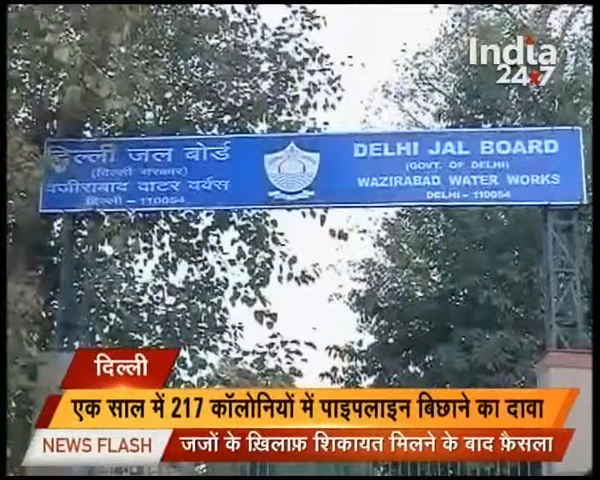 India
24x7
दिल्ली जल बोर्ड
(दिल्ली सरकार)
वज़ीराबाद वाटर वर्क्स
दिल्ली - 110054
DELHI JAL BOARD
(GOVT. OF DELHI)
WAZIRABAD WATER WORKS
DELHI - 110054
दिल्ली
एक साल में 217 कॉलोनियों में पाइपलाइन बिछाने का दावा
NEWS FLASH
जजों के ख़िलाफ़ शिकायत मिलने के बाद फ़ैसला